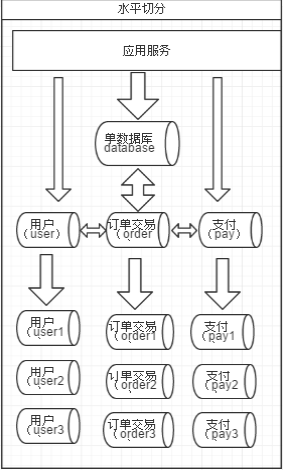 水平切分
应用服务
单数据库
database
用户
（user）
订单交易
（order
支付
（pay）
用户
（user1
订单交易
（order1
支付
（pay1
用户
（user2
订单交易
（order2
支付
（pay2
用户
（user3
订单交易
（order3
支付
（pay3